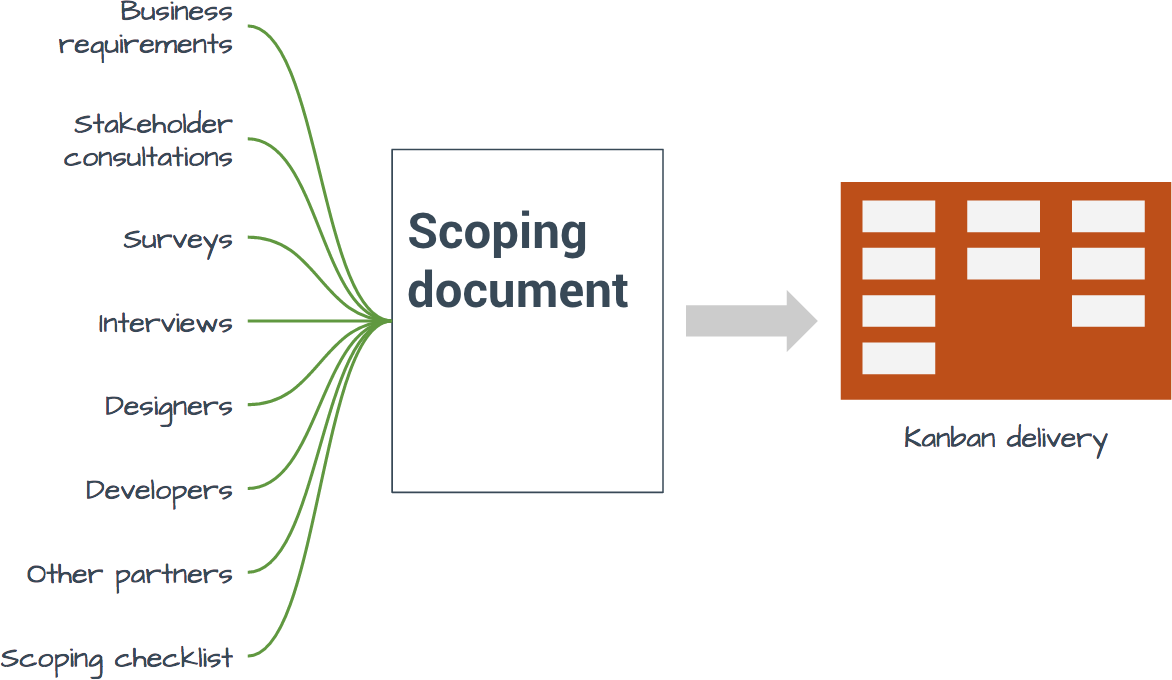 Business
requirements
Stakeholder
consultations
Surveys
Interviews
Designers
Developers
Other partners
Scoping checklist
Scoping
document
Kanban delivery